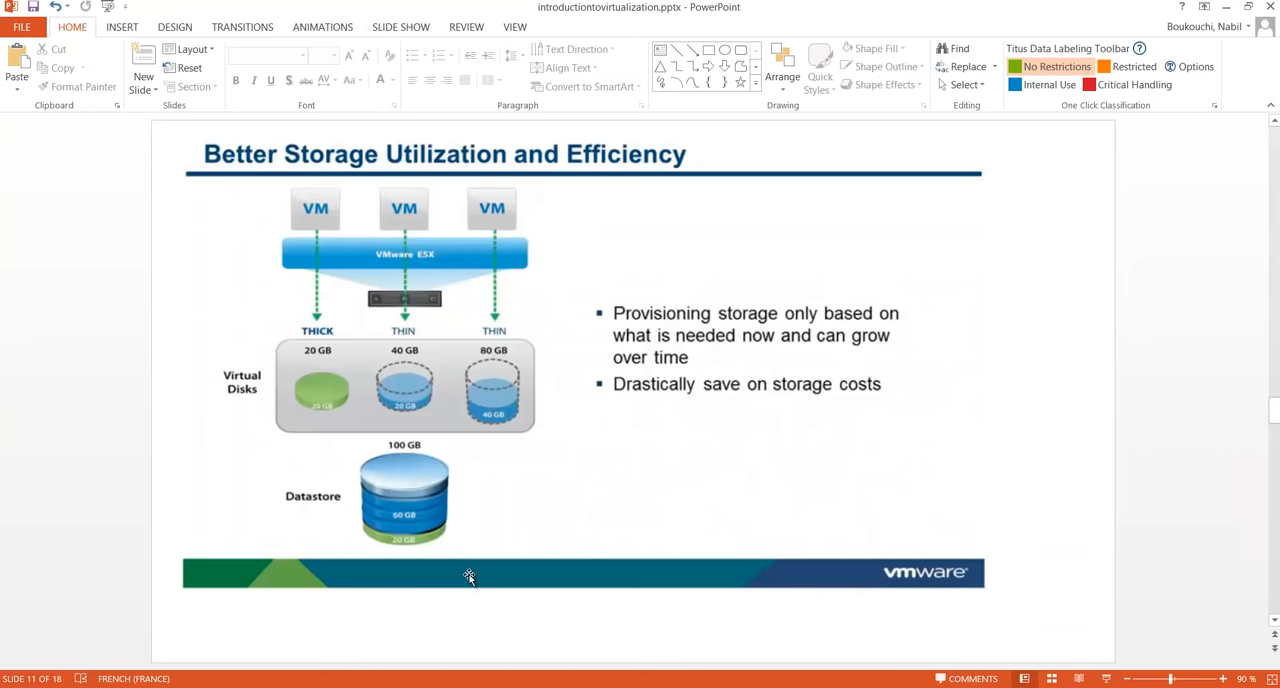 introductiontovirtualization.pptx - PowerPoint
Boukouchi, Nabil
FILE HOME INSERT DESIGN TRANSITIONS ANIMATIONS SLIDE SHOW REVIEW VIEW
Paste
Cut
Copy
Format Painter
Clipboard
New
Slide
Layout
Reset
Section
Slides
B I U S abc AV Aa A
Font
Text Direction
Align Text
Convert to SmartArt
Paragraph
Arrange
Quick
Styles
Shape Fill
Shape Outline
Shape Effects
Drawing
Find
Replace
Select
Editing
Titus Data Labeling Toolbar
No Restrictions Restricted Options
Internal Use Critical Handling
One Click Classification
Better Storage Utilization and Efficiency
VM VM VM
VMware ESX
THICK THIN THIN
20 GB 40 GB 80 GB
Virtual
Disks
20 GB 20 GB 40 GB
100 GB
Datastore
60 GB
20 GB
▪ Provisioning storage only based on
what is needed now and can grow
over time
▪ Drastically save on storage costs
vmware®
SLIDE 11 OF 18 FRENCH (FRANCE) COMMENTS 90 %